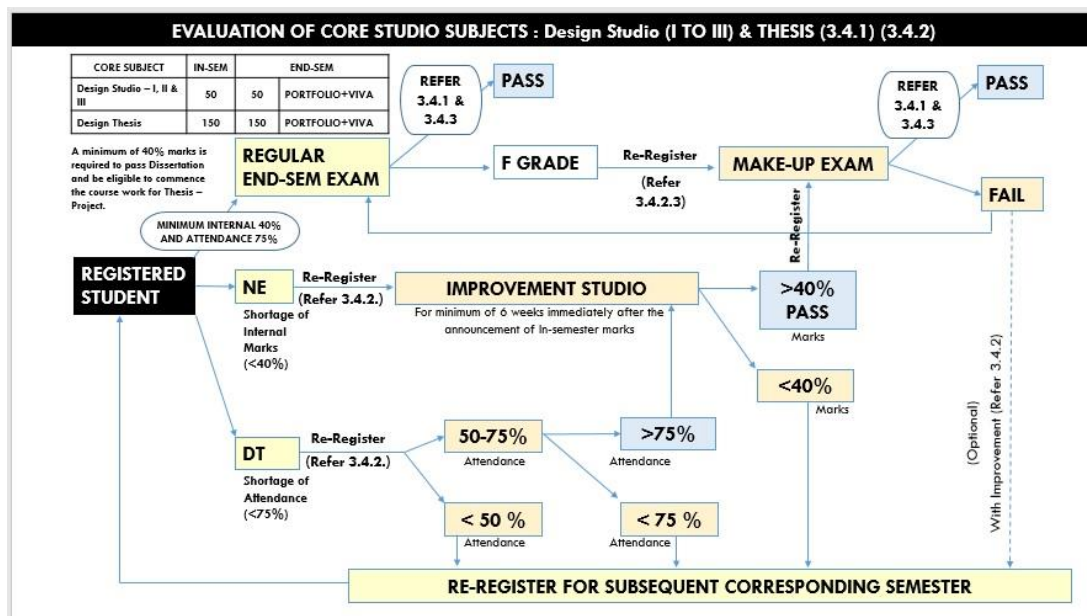 EVALUATION OF CORE STUDIO SUBJECTS : Design Studio (I TO III) & THESIS (3.4.1) (3.4.2)
CORE SUBJECT IN-SEM END-SEM
Design Studio – I, II & III 50 50 PORTFOLIO+VIVA
Design Thesis 150 150 PORTFOLIO+VIVA
A minimum of 40% marks is
required to pass Dissertation
and be eligible to commence
the course work for Thesis –
Project.
REGULAR
END-SEM EXAM
REFER
3.4.1 &
3.4.3
PASS
F GRADE
Re-Register
(Refer
3.4.2.3)
MAKE-UP EXAM
REFER
3.4.1 &
3.4.3
PASS
FAIL
MINIMUM INTERNAL 40%
AND ATTENDANCE 75%
REGISTERED
STUDENT
NE
Shortage of
Internal
Marks
(<40%)
Re-Register
(Refer 3.4.2.)
IMPROVEMENT STUDIO
For minimum of 6 weeks immediately after the
announcement of In-semester marks
Re-Register
>40%
PASS
Marks
<40%
Marks
DT
Shortage of
Attendance
(<75%)
Re-Register
(Refer 3.4.2.)
50-75%
Attendance
>75%
Attendance
< 50 %
Attendance
< 75 %
Attendance
(Optional)
With Improvement (Refer 3.4.2)
RE-REGISTER FOR SUBSEQUENT CORRESPONDING SEMESTER